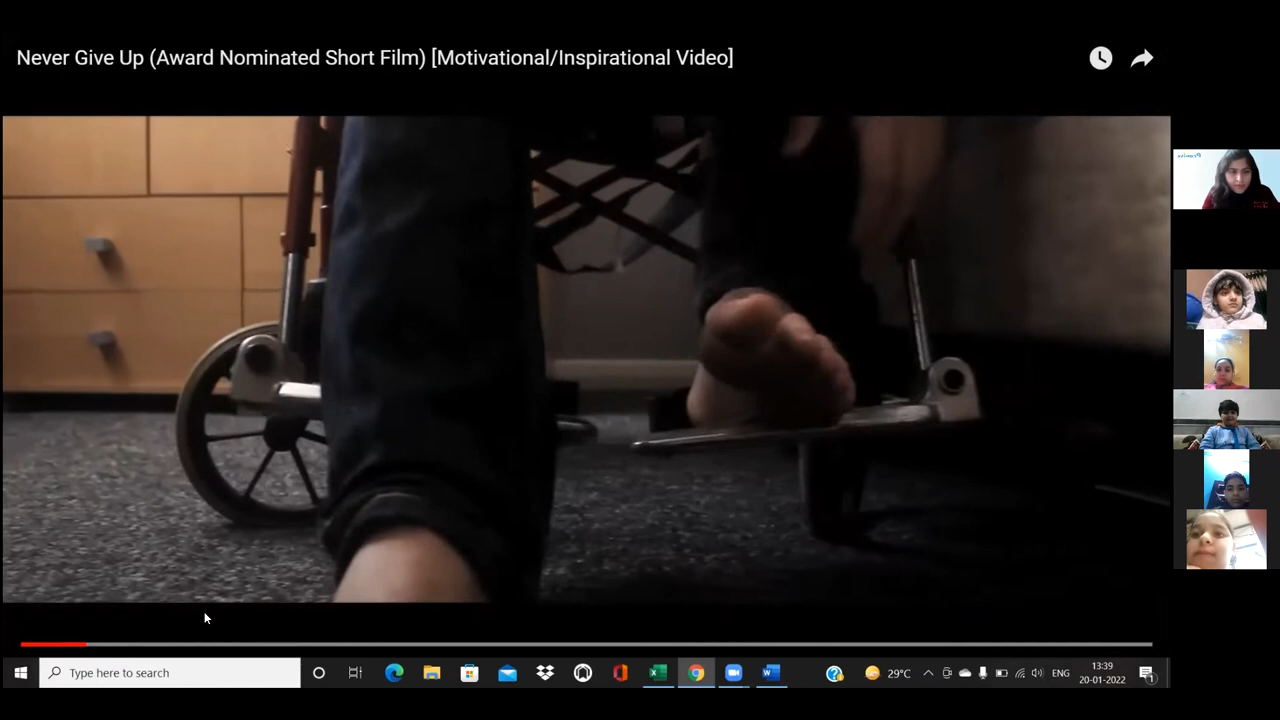 Never Give Up (Award Nominated Short Film) [Motivational/Inspirational Video]
Type here to search
29°C
ENG
13:39
20-01-2022
1